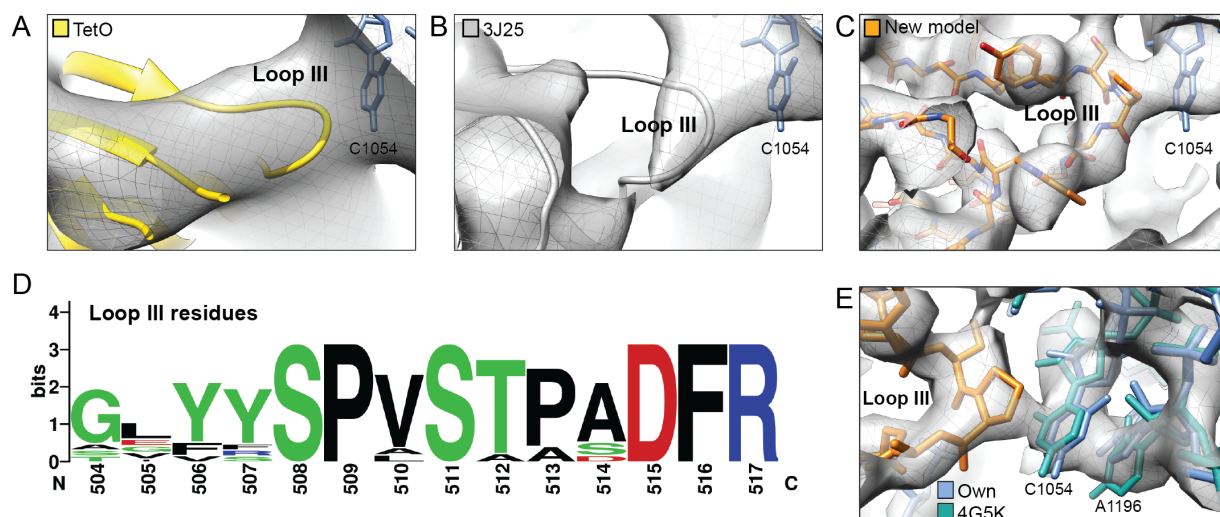 A
TetO
Loop III
C1054
B
3J25
Loop III
C1054
C
New model
Loop III
C1054
D
Loop III residues
bits
4
3
2
1
0
G L Y Y S P V S T P A D F R
N 504 505 506 507 508 509 510 511 512 513 514 515 516 517 C
E
Loop III
Own
4G5K
C1054
A1196